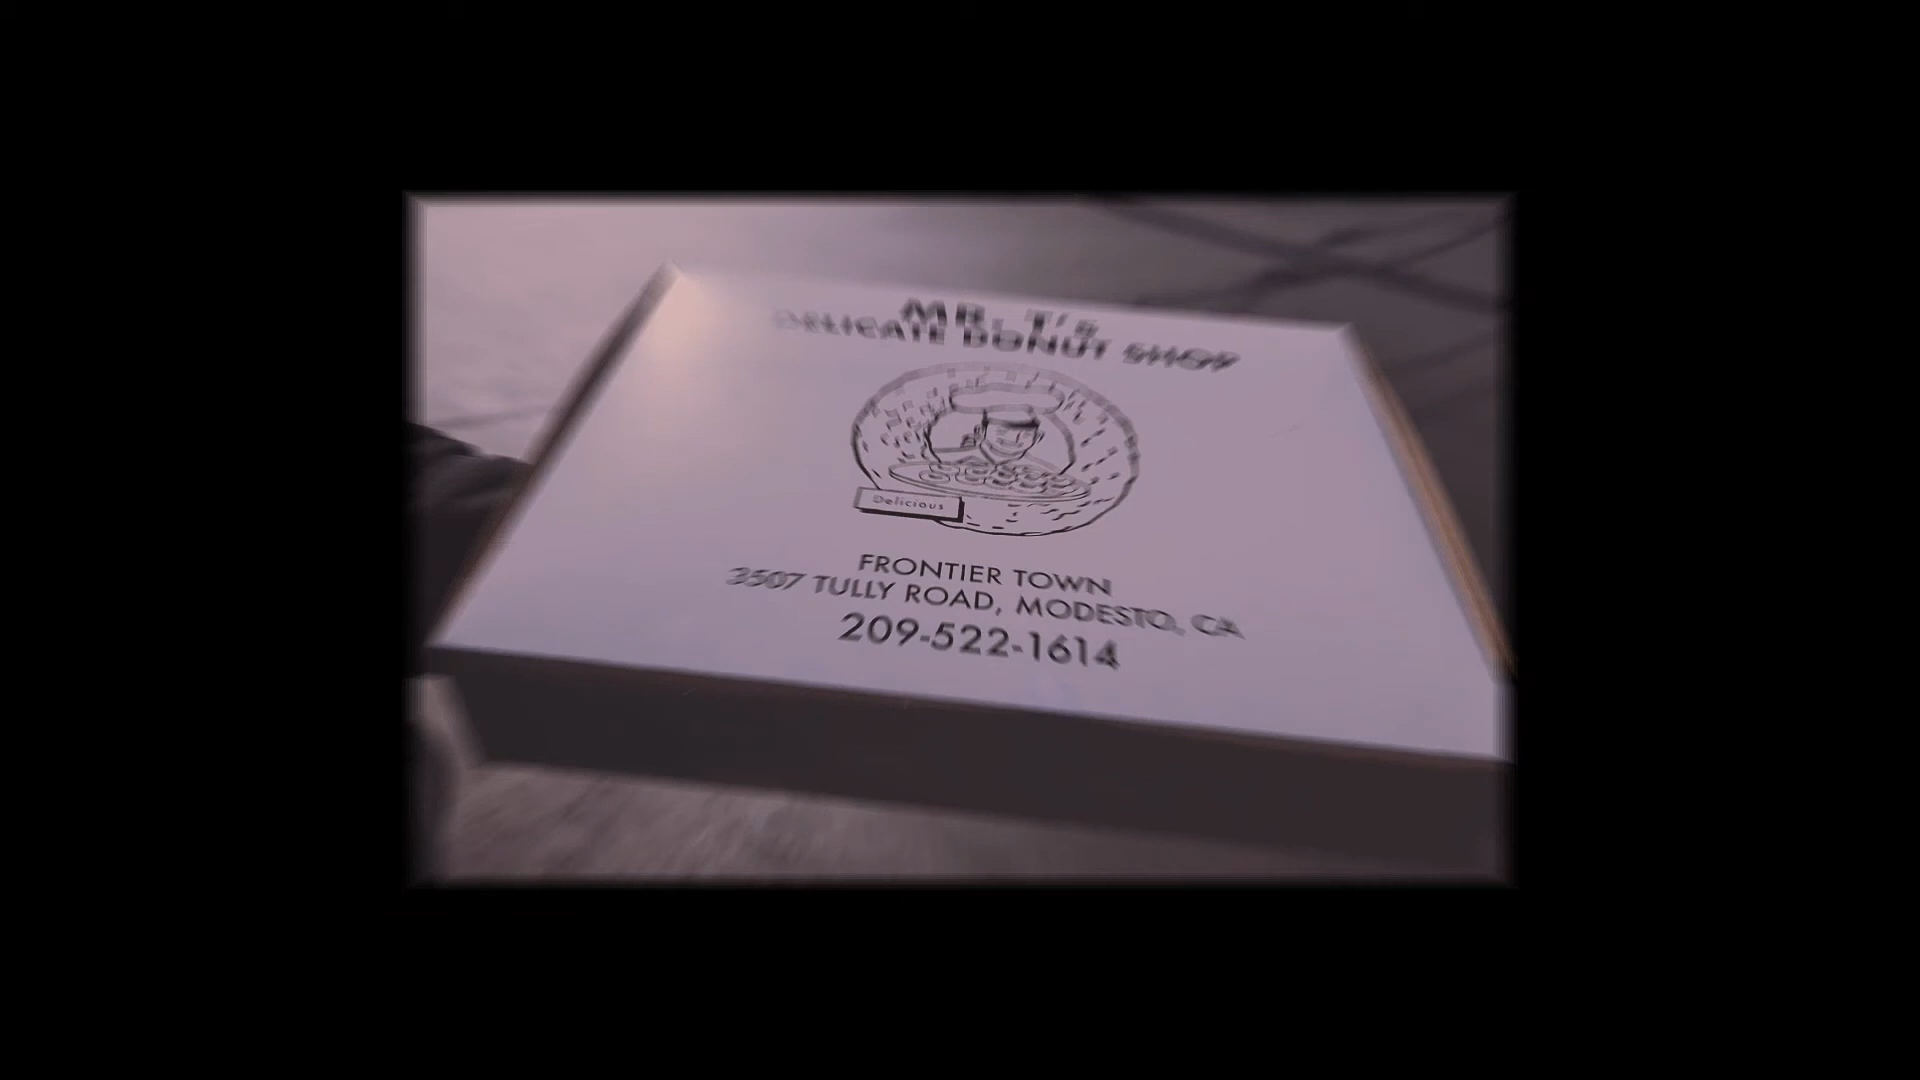 MR. T's
DELICATE DONUT SHOP
Delicious
FRONTIER TOWN
3507 TULLY ROAD, MODESTO, CA
209-522-1614